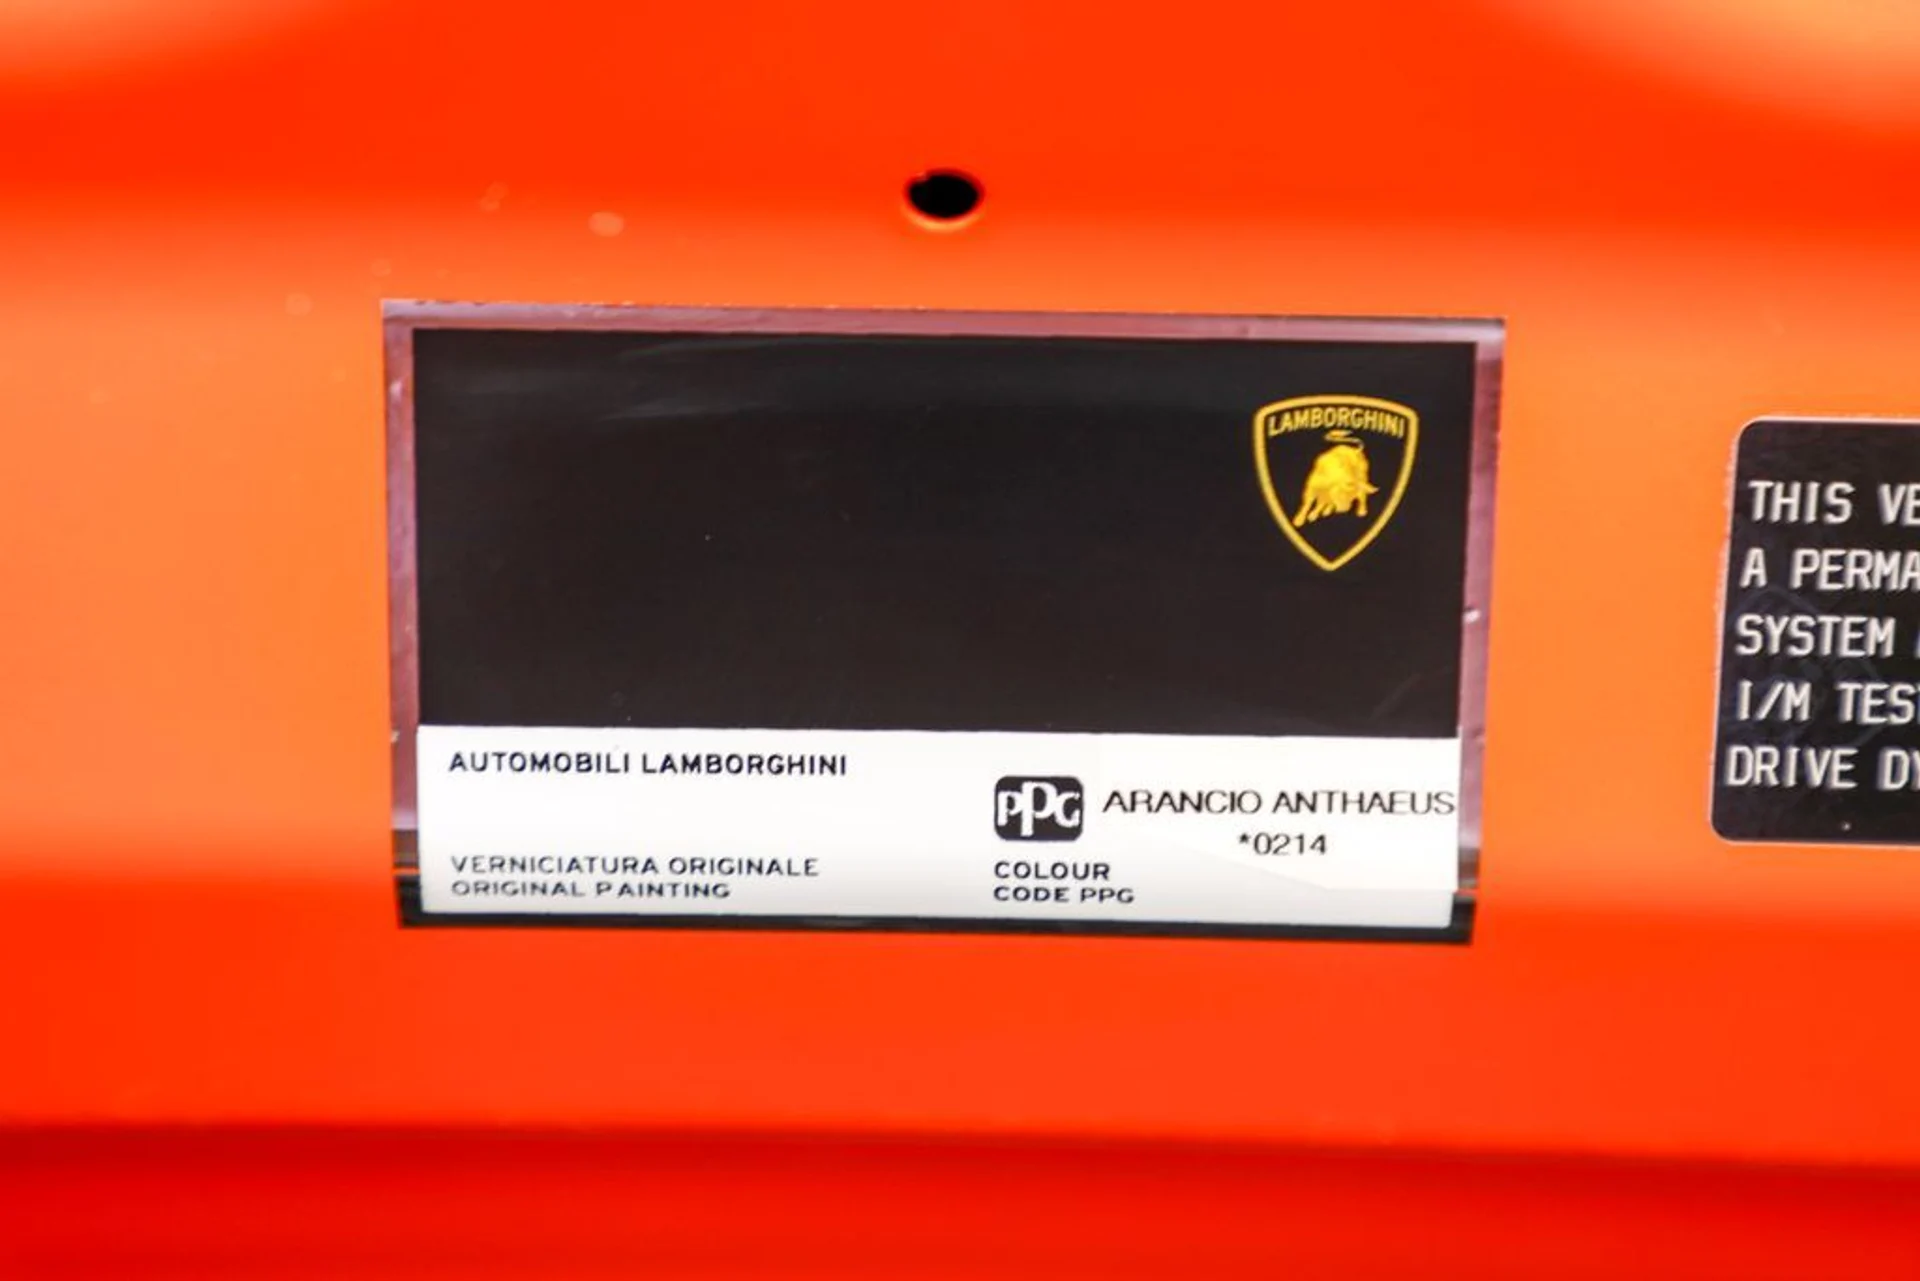 LAMBORGHINI
AUTOMOBILI LAMBORGHINI
PPG
ARANCIO ANTHAEUS
*0214
VERNICIATURA ORIGINALE
ORIGINAL PAINTING
COLOUR
CODE PPG
THIS VE
A PERMA
SYSTEM
I/M TEST
DRIVE DY